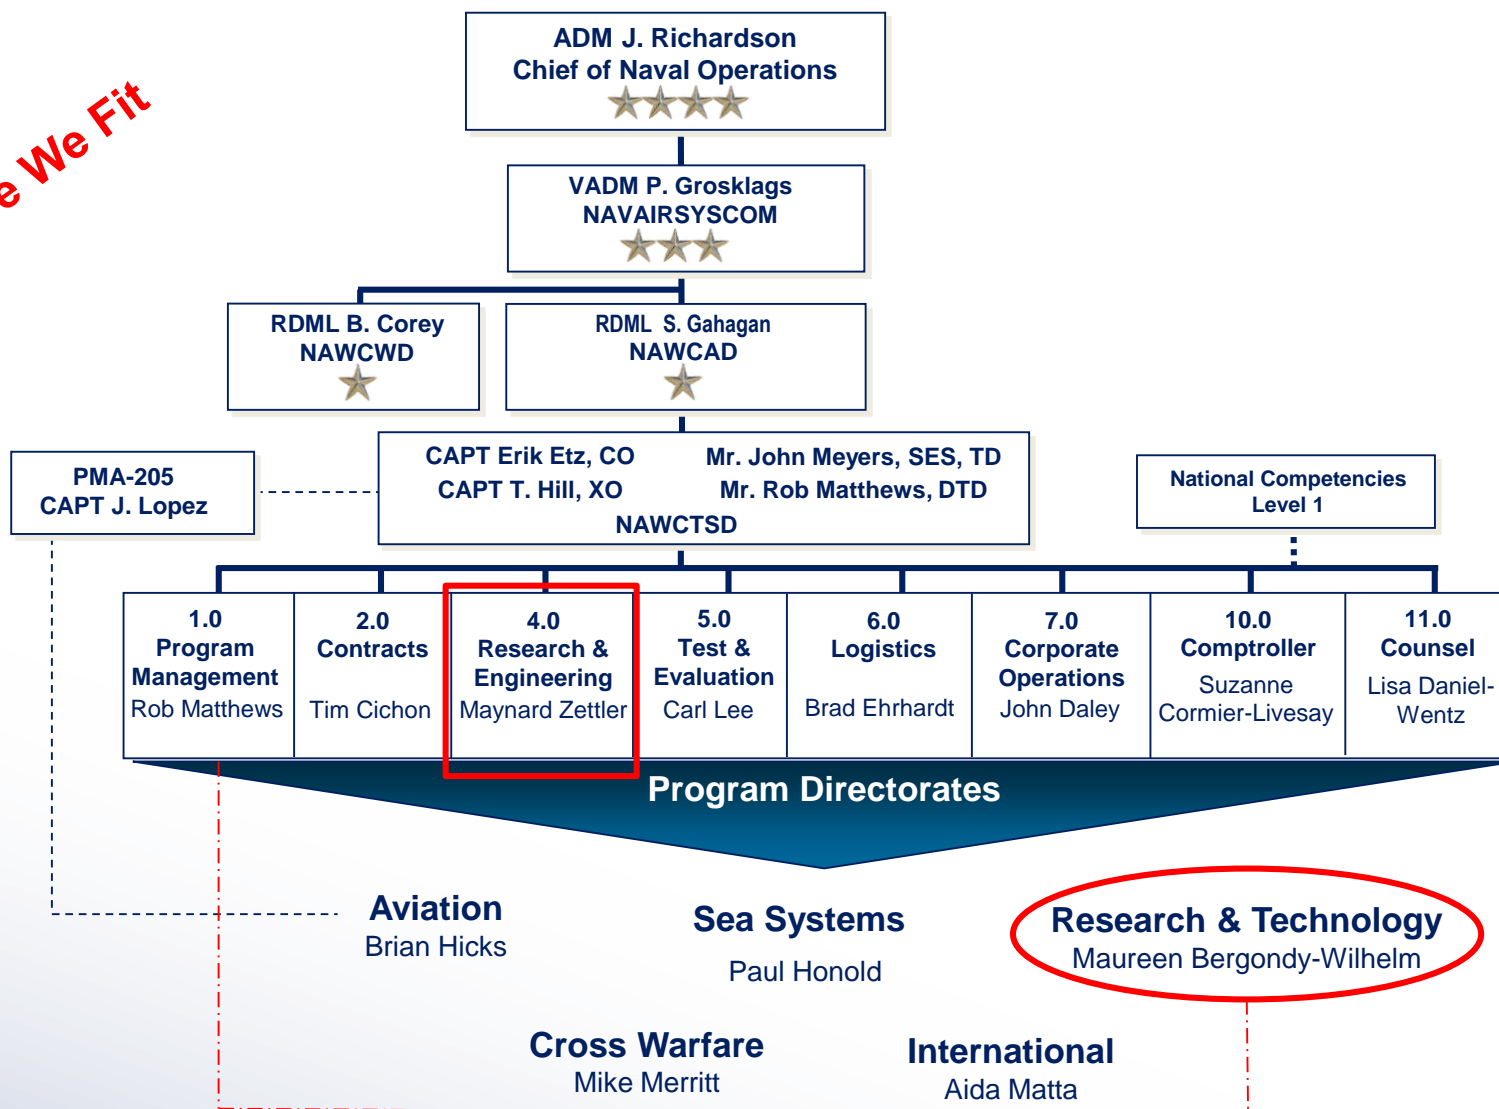 ADM J. Richardson
Chief of Naval Operations
We Fit
VADM P. Grosklags
NAVAIRSYSCOM
RDML B. Corey
NAWCWD
RDML S. Gahagan
NAWCAD
PMA-205
CAPT J. Lopez
CAPT Erik Etz, CO
Mr. John Meyers, SES, TD
CAPT T. Hill, XO
Mr. Rob Matthews, DTD
NAWCTSD
National Competencies
Level 1
1.0
Program
Management
Rob Matthews
2.0
Contracts
Tim Cichon
4.0
Research &
Engineering
Maynard Zettler
5.0
Test &
Evaluation
Carl Lee
6.0
Logistics
Brad Ehrhardt
7.0
Corporate
Operations
John Daley
10.0
Comptroller
Suzanne
Cormier-Livesay
11.0
Counsel
Lisa Daniel-
Wentz
Program Directorates
Aviation
Brian Hicks
Sea Systems
Paul Honold
Research & Technology
Maureen Bergondy-Wilhelm
Cross Warfare
Mike Merritt
International
Aida Matta